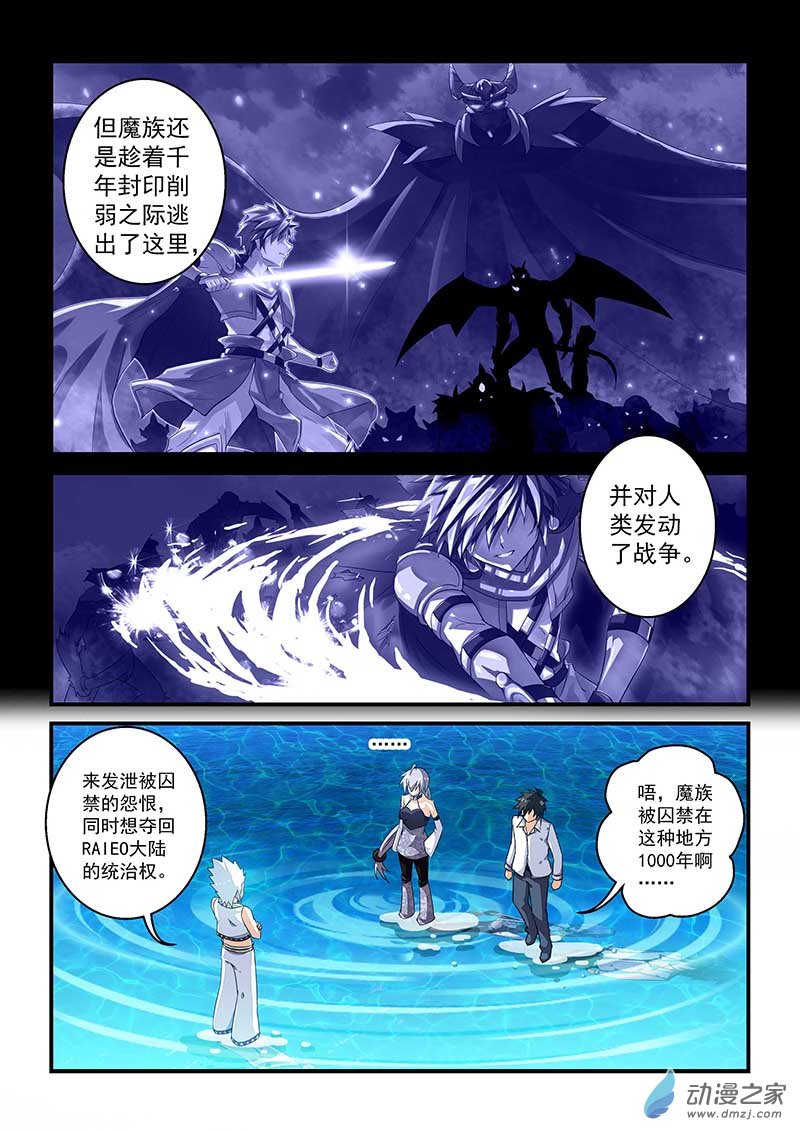 但魔族还
是趁着千
年封印削
弱之际逃
出了这里，
并对人
类发动
了战争。
来发泄被囚
禁的怨恨，
同时想夺回
RAIEO大陆
的统治权。
……
唔，魔族
被囚禁在
这种地方
1000年啊
……
动漫之家
www.dmzj.com